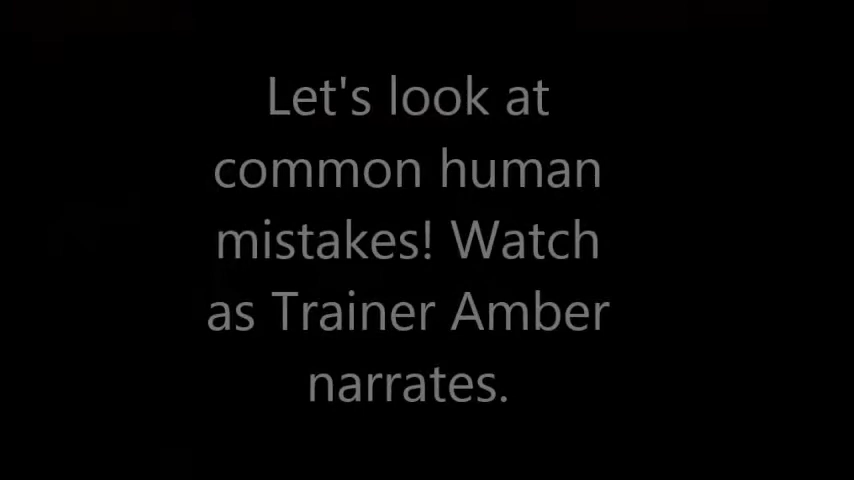 Let's look at
common human
mistakes! Watch
as Trainer Amber
narrates.